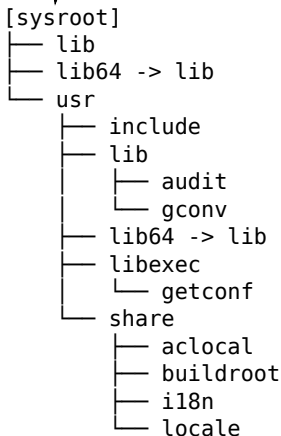 [sysroot]
├── lib
├── lib64 -> lib
└── usr
    ├── include
    ├── lib
    │   ├── audit
    │   └── gconv
    ├── lib64 -> lib
    ├── libexec
    │   └── getconf
    └── share
        ├── aclocal
        ├── buildroot
        ├── i18n
        └── locale